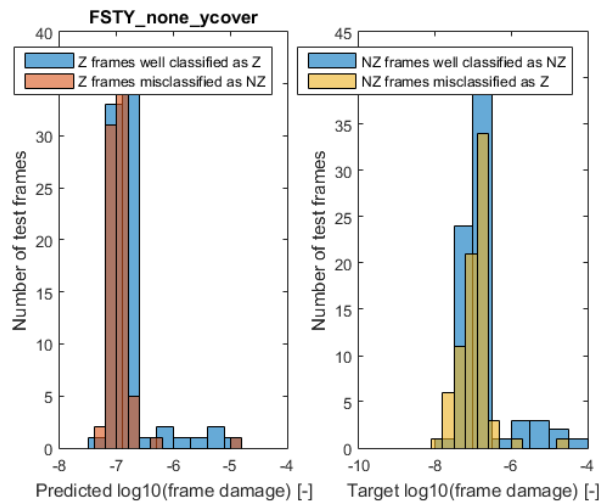 FSTY_none_ycover
Z frames well classified as Z
Z frames misclassified as NZ
Number of test frames
40
30
25
20
15
10
5
0
-8
-7
-6
-5
-4
Predicted log10(frame damage) [-]
NZ frames well classified as NZ
NZ frames misclassified as Z
Number of test frames
45
35
30
25
20
15
10
5
0
-10
-8
-6
-4
Target log10(frame damage) [-]